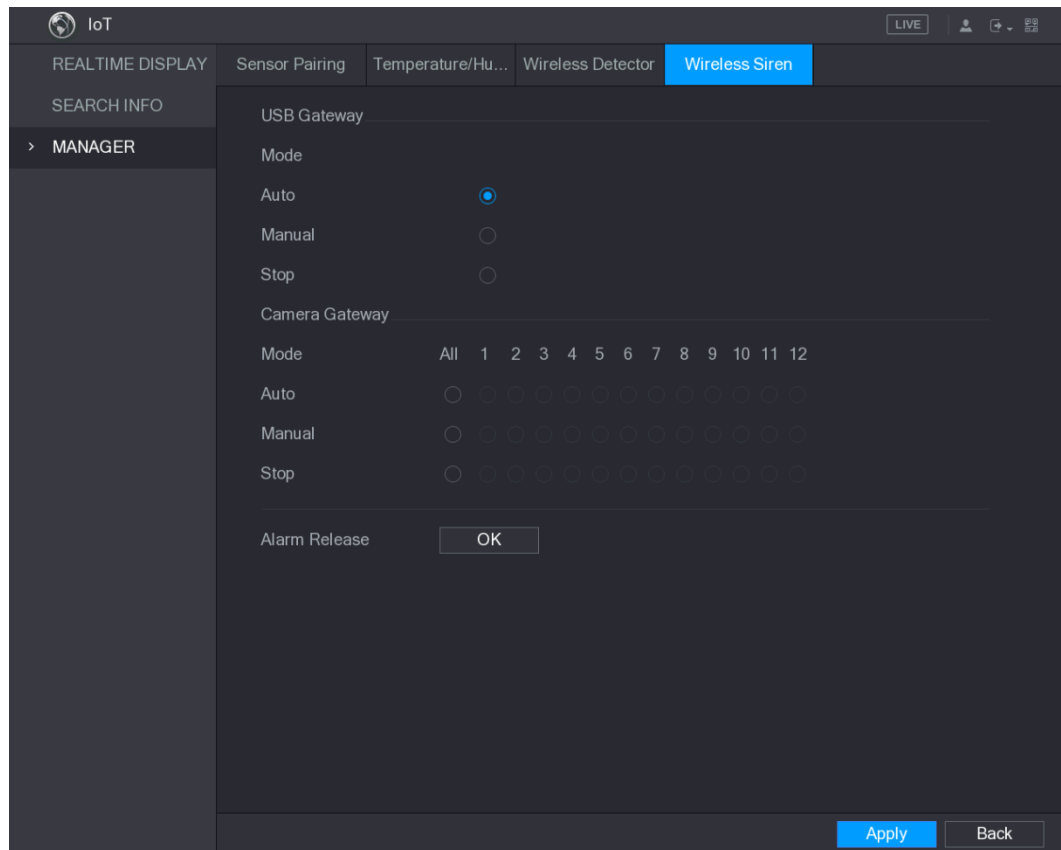 IoT
LIVE
REALTIME DISPLAY
SEARCH INFO
MANAGER
Sensor Pairing
Temperature/Hu...
Wireless Detector
Wireless Siren
USB Gateway
Mode
Auto
Manual
Stop
Camera Gateway
Mode All 1 2 3 4 5 6 7 8 9 10 11 12
Auto
Manual
Stop
Alarm Release OK
Apply Back